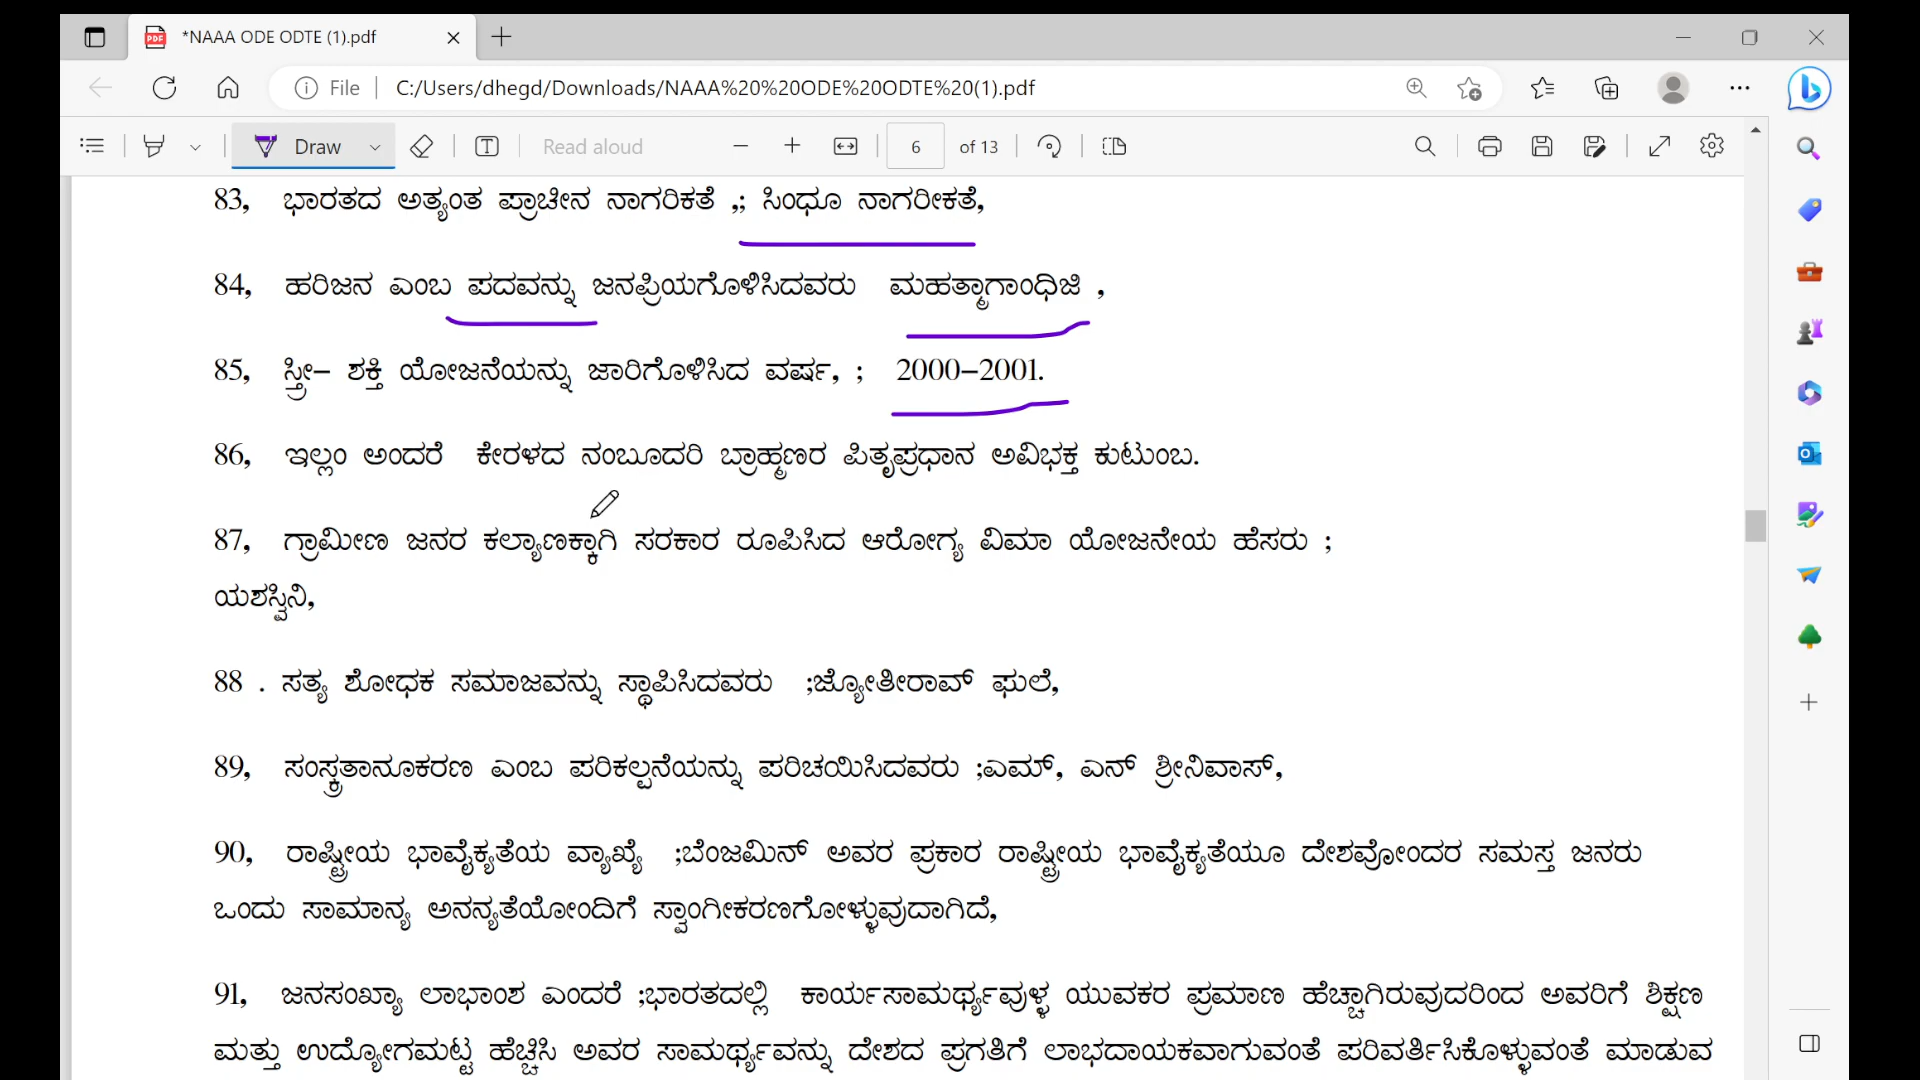 *NAAA ODE ODTE (1).pdf
File
C:/Users/dhegd/Downloads/NAAA%20%20ODE%20ODTE%20(1).pdf
Draw
Read aloud
6 of 13
83, ಭಾರತದ ಅತ್ಯಂತ ಪ್ರಾಚೀನ ನಾಗರಿಕತೆ ,; ಸಿಂಧೂ ನಾಗರೀಕತೆ,
84, ಹರಿಜನ ಎಂಬ ಪದವನ್ನು ಜನಪ್ರಿಯಗೊಳಿಸಿದವರು ಮಹತ್ಮಾಗಾಂಧಿಜಿ ,
85, ಸ್ತ್ರೀ– ಶಕ್ತಿ ಯೋಜನೆಯನ್ನು ಜಾರಿಗೊಳಿಸಿದ ವರ್ಷ, ; 2000–2001.
86, ಇಲ್ಲಂ ಅಂದರೆ ಕೇರಳದ ನಂಬೂದರಿ ಬ್ರಾಹ್ಮಣರ ಪಿತೃಪ್ರಧಾನ ಅವಿಭಕ್ತ ಕುಟುಂಬ.
87, ಗ್ರಾಮೀಣ ಜನರ ಕಲ್ಯಾಣಕ್ಕಾಗಿ ಸರಕಾರ ರೂಪಿಸಿದ ಆರೋಗ್ಯ ವಿಮಾ ಯೋಜನೇಯ ಹೆಸರು ;
ಯಶಸ್ವಿನಿ,
88 . ಸತ್ಯ ಶೋಧಕ ಸಮಾಜವನ್ನು ಸ್ಥಾಪಿಸಿದವರು ;ಜ್ಯೋತೀರಾವ್ ಘುಲೆ,
89, ಸಂಸ್ಕ್ರತಾನೂಕರಣ ಎಂಬ ಪರಿಕಲ್ಪನೆಯನ್ನು ಪರಿಚಯಿಸಿದವರು ;ಎಮ್, ಎನ್ ಶ್ರೀನಿವಾಸ್,
90, ರಾಷ್ಟ್ರೀಯ ಭಾವೈಕ್ಯತೆಯ ವ್ಯಾಖ್ಯೆ ;ಬೆಂಜಮಿನ್ ಅವರ ಪ್ರಕಾರ ರಾಷ್ಟ್ರೀಯ ಭಾವೈಕ್ಯತೆಯೂ ದೇಶವೋಂದರ ಸಮಸ್ತ ಜನರು
ಒಂದು ಸಾಮಾನ್ಯ ಅನನ್ಯತೆಯೋಂದಿಗೆ ಸ್ವಾಂಗೀಕರಣಗೋಳ್ಳುವುದಾಗಿದೆ,
91, ಜನಸಂಖ್ಯಾ ಲಾಭಾಂಶ ಎಂದರೆ ;ಭಾರತದಲ್ಲಿ ಕಾರ್ಯಸಾಮರ್ಥ್ಯವುಳ್ಳ ಯುವಕರ ಪ್ರಮಾಣ ಹೆಚ್ಚಾಗಿರುವುದರಿಂದ ಅವರಿಗೆ ಶಿಕ್ಷಣ
ಮತ್ತು ಉದ್ಯೋಗಮಟ್ಟ ಹೆಚ್ಚಿಸಿ ಅವರ ಸಾಮರ್ಥ್ಯವನ್ನು ದೇಶದ ಪ್ರಗತಿಗೆ ಲಾಭದಾಯಕವಾಗುವಂತೆ ಪರಿವರ್ತಿಸಿಕೊಳ್ಳುವಂತೆ ಮಾಡುವ